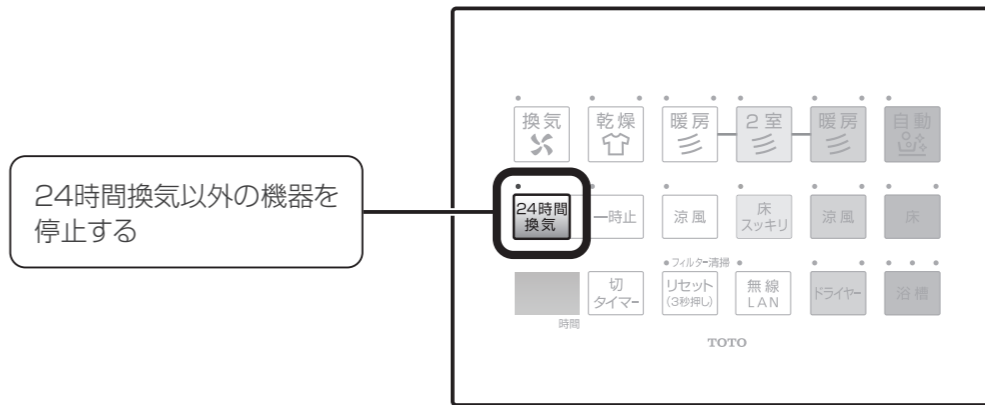 24時間換気以外の機器を
停止する
換気
乾燥
暖房
2室
暖房
自動
24時間
換気
一時止
涼風
床
スッキリ
涼風
床
フィルター清掃
切
タイマー
リセット
(3秒押し)
無線
LAN
ドライヤー
浴槽
時間
TOTO